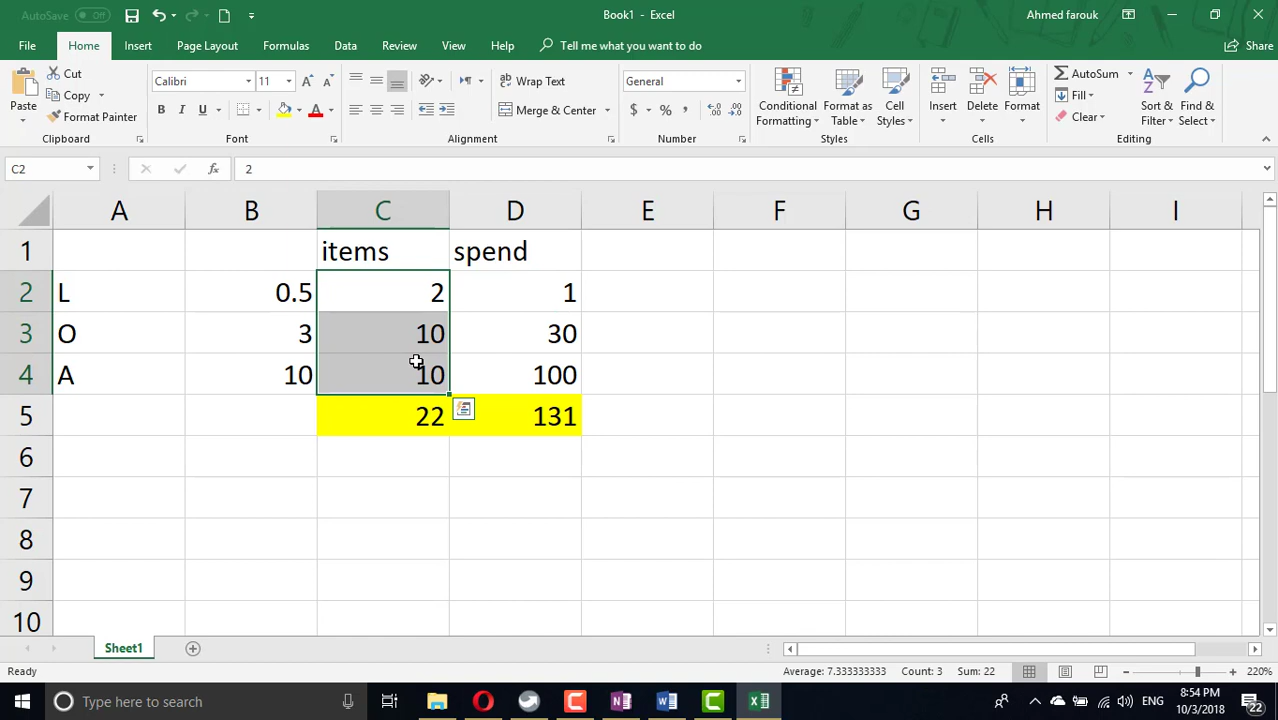 AutoSave Off
Book1 - Excel
Ahmed farouk
File Home Insert Page Layout Formulas Data Review View Help Tell me what you want to do Share
Paste
Cut
Copy
Format Painter
Clipboard
Calibri 11
B I U
Font
Wrap Text
Merge & Center
Alignment
General
$ % ,
Number
Conditional Formatting
Format as Table
Cell Styles
Styles
Insert
Delete
Format
Cells
AutoSum
Fill
Clear
Sort & Filter
Find & Select
Editing
C2 fx 2
A B C D E F G H I
1 items spend
2 L 0.5 2 1
3 O 3 10 30
4 A 10 10 100
5 22 131
6
7
8
9
10
Sheet1
Ready Average: 7.333333333 Count: 3 Sum: 22 220%
Type here to search ENG 8:54 PM
10/3/2018 22